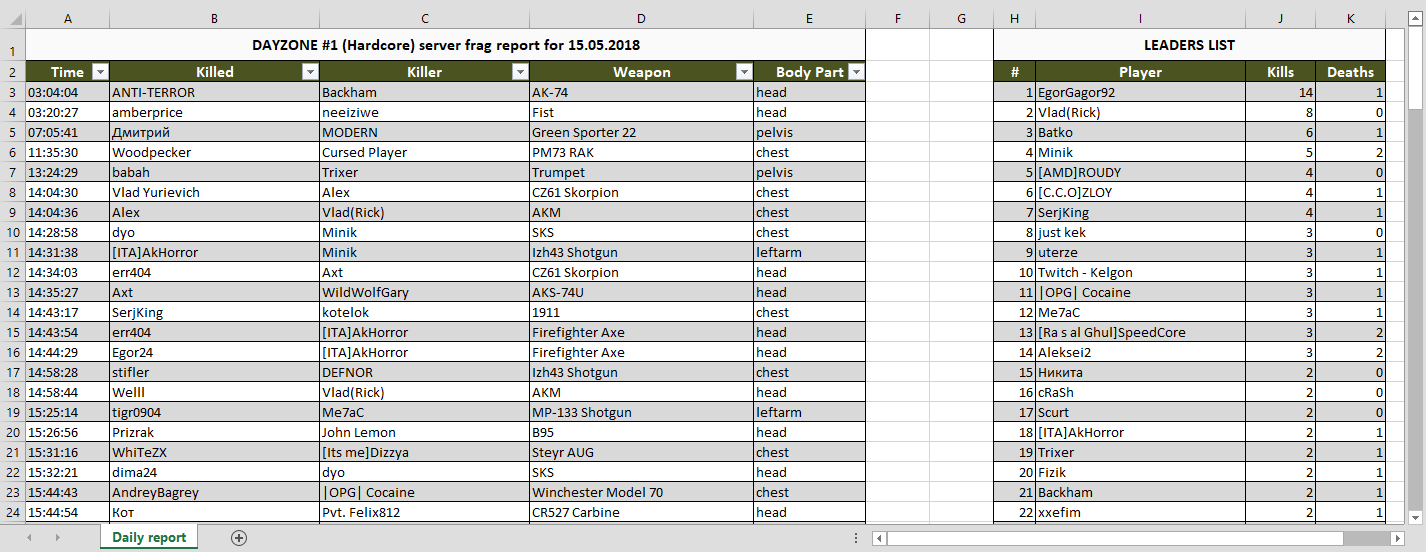 A B C D E F G H I J K
1 DAYZONE #1 (Hardcore) server frag report for 15.05.2018 LEADERS LIST
2 Time Killed Killer Weapon Body Part # Player Kills Deaths
3 03:04:04 ANTI-TERROR Backham AK-74 head 1 EgorGagor92 14 1
4 03:20:27 amberprice neeiziwe Fist head 2 Vlad(Rick) 8 0
5 07:05:41 Дмитрий MODERN Green Sporter 22 pelvis 3 Batko 6 1
6 11:35:30 Woodpecker Cursed Player PM73 RAK chest 4 Minik 5 2
7 13:24:29 babah Trixer Trumpet pelvis 5 [AMD]ROUDY 4 0
8 14:04:30 Vlad Yurievich Alex CZ61 Skorpion chest 6 [C.C.O]ZLOY 4 1
9 14:04:36 Alex Vlad(Rick) AKM chest 7 SerjKing 4 1
10 14:28:58 dyo Minik SKS chest 8 just kek 3 0
11 14:31:38 [ITA]AkHorror Minik Izh43 Shotgun leftarm 9 uterze 3 1
12 14:34:03 err404 Axt CZ61 Skorpion head 10 Twitch - Kelgon 3 1
13 14:35:27 Axt WildWolfGary AKS-74U head 11 |OPG| Cocaine 3 1
14 14:43:17 SerjKing kotelok 1911 chest 12 Me7aC 3 1
15 14:43:54 err404 [ITA]AkHorror Firefighter Axe head 13 [Ra s al Ghul]SpeedCore 3 2
16 14:44:29 Egor24 [ITA]AkHorror Firefighter Axe head 14 Aleksei2 3 2
17 14:58:28 stifler DEFNOR Izh43 Shotgun chest 15 Никита 2 0
18 14:58:44 Welll Vlad(Rick) AKM head 16 cRaSh 2 0
19 15:25:14 tigr0904 Me7aC MP-133 Shotgun leftarm 17 Scurt 2 0
20 15:26:56 Prizrak John Lemon B95 head 18 [ITA]AkHorror 2 1
21 15:31:16 WhiTeZX [Its me]Dizzya Steyr AUG chest 19 Trixer 2 1
22 15:32:21 dima24 dyo SKS head 20 Fizik 2 1
23 15:44:43 AndreyBagrey |OPG| Cocaine Winchester Model 70 chest 21 Backham 2 1
24 15:44:54 Кот Pvt. Felix812 CR527 Carbine head 22 xxefim 2 1
Daily report